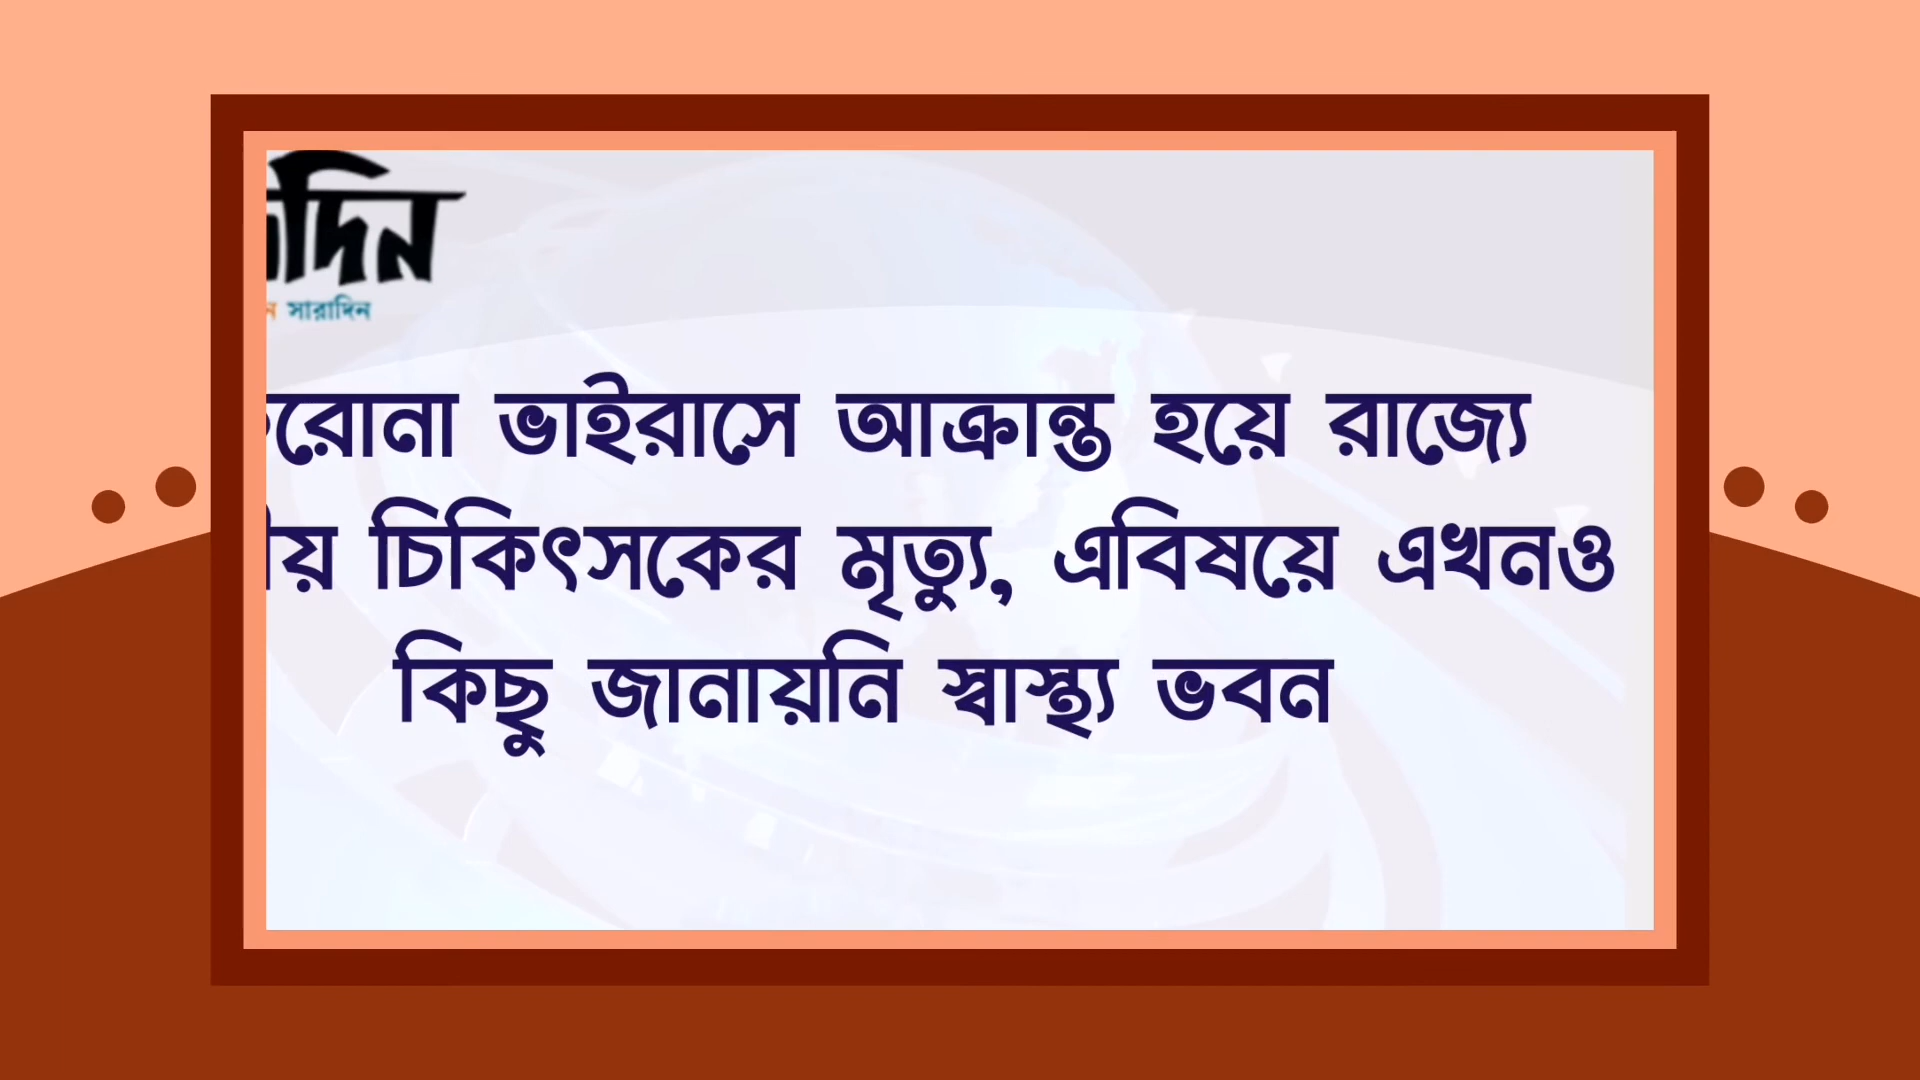 সারাদিন
ভাইরাসে আক্রান্ত হয়ে রাজ্যে
চিকিৎসকের মৃত্যু, এবিষয়ে এখনও
কিছু জানায়নি স্বাস্থ্য ভবন